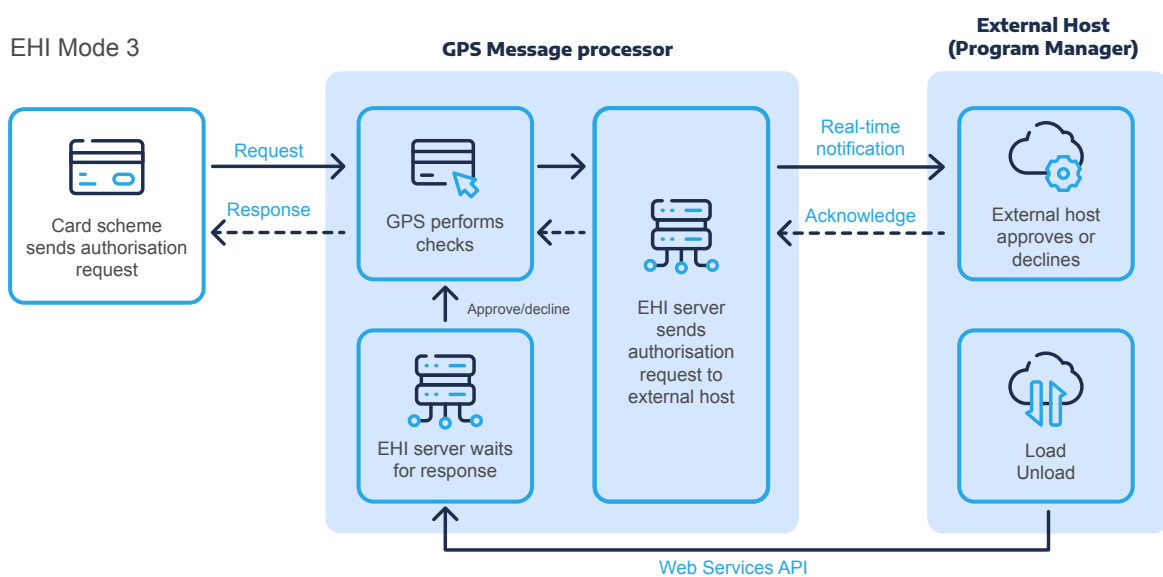 EHI Mode 3
GPS Message processor
External Host
(Program Manager)
Card scheme
sends authorisation
request
Request
Response
GPS performs
checks
Approve/decline
EHI server waits
for response
EHI server
sends
authorisation
request to
external host
Real-time
notification
Acknowledge
External host
approves or
declines
Load
Unload
Web Services API